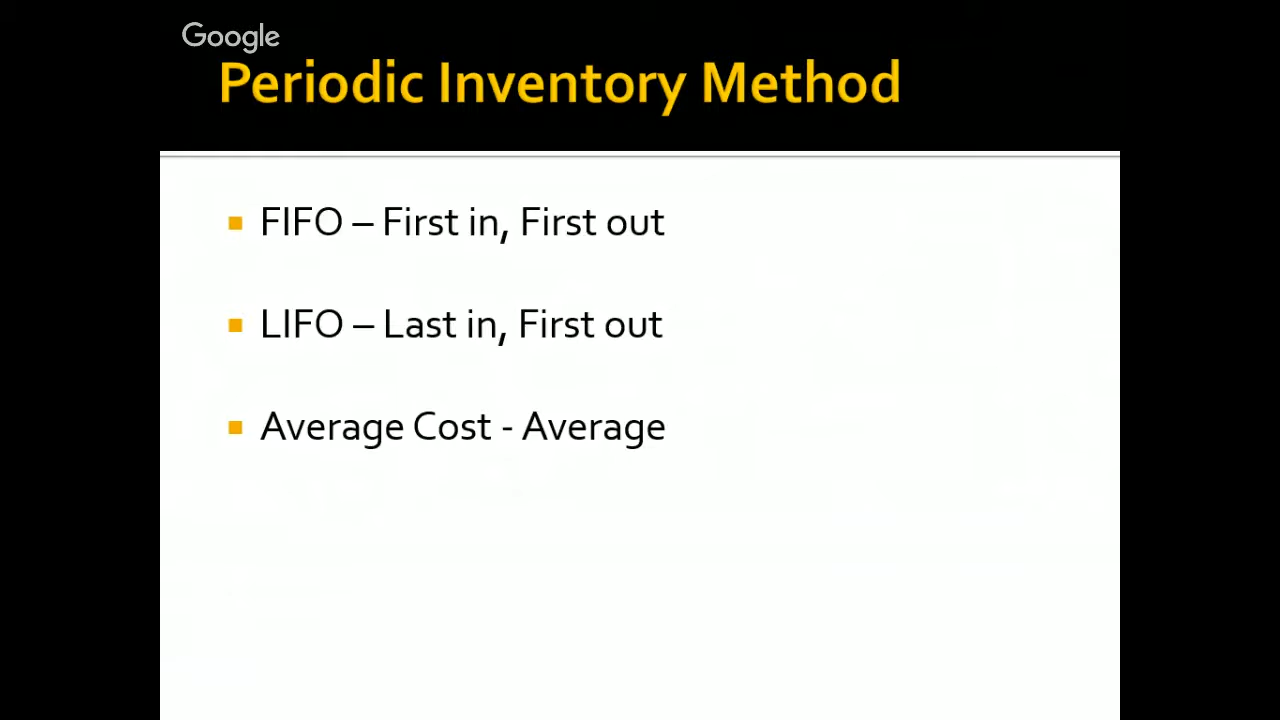 Google
Periodic Inventory Method
FIFO – First in, First out
LIFO – Last in, First out
Average Cost - Average